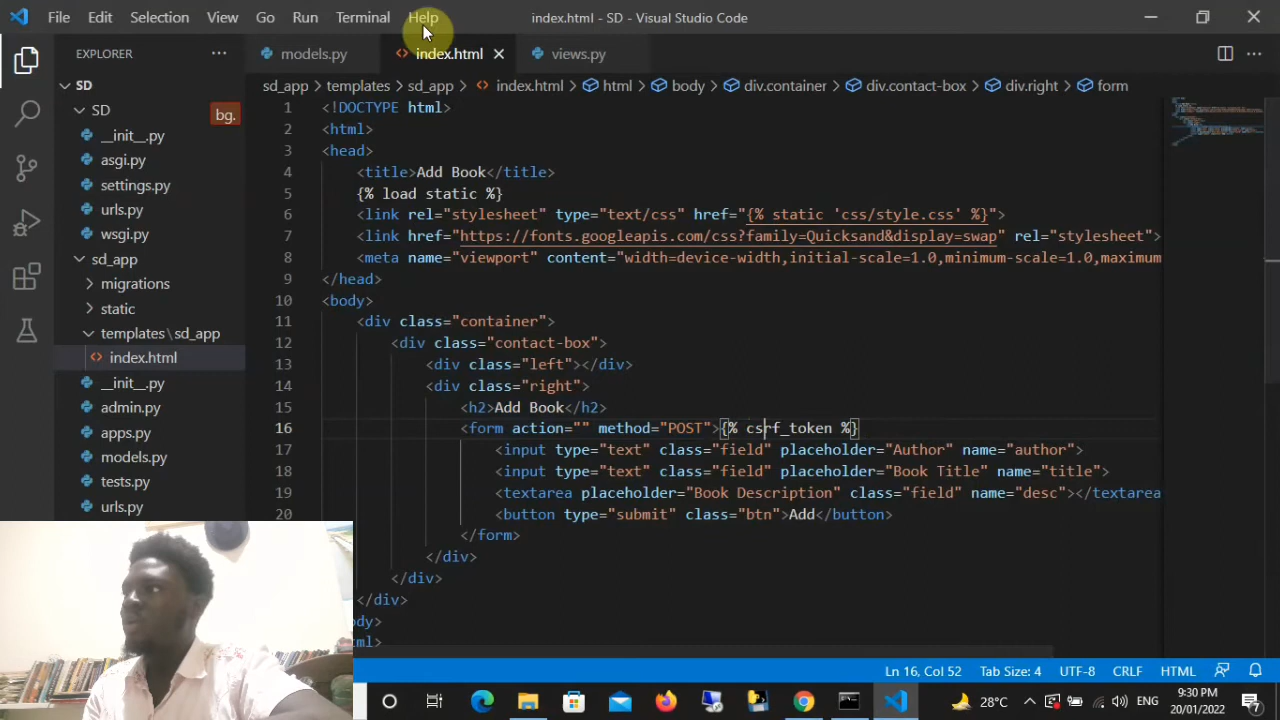 File Edit Selection View Go Run Terminal Help index.html - SD - Visual Studio Code
EXPLORER ··· models.py index.html views.py
SD
SD
bg.
__init__.py
asgi.py
settings.py
urls.py
wsgi.py
sd_app
migrations
static
templates\sd_app
index.html
__init__.py
admin.py
apps.py
models.py
tests.py
urls.py
sd_app > templates > sd_app > index.html > html > body > div.container > div.contact-box > div.right > form
1 <!DOCTYPE html>
2 <html>
3 <head>
4 <title>Add Book</title>
5 {% load static %}
6 <link rel="stylesheet" type="text/css" href="{% static 'css/style.css' %}">
7 <link href="https://fonts.googleapis.com/css?family=Quicksand&display=swap" rel="stylesheet">
8 <meta name="viewport" content="width=device-width,initial-scale=1.0,minimum-scale=1.0,maximum
9 </head>
10 <body>
11 <div class="container">
12 <div class="contact-box">
13 <div class="left"></div>
14 <div class="right">
15 <h2>Add Book</h2>
16 <form action="" method="POST">{% csrf_token %}
17 <input type="text" class="field" placeholder="Author" name="author">
18 <input type="text" class="field" placeholder="Book Title" name="title">
19 <textarea placeholder="Book Description" class="field" name="desc"></textarea
20 <button type="submit" class="btn">Add</button>
</form>
</div>
</div>
</div>
ody>
ml>
Ln 16, Col 52 Tab Size: 4 UTF-8 CRLF HTML
28°C ENG 9:30 PM
20/01/2022
7